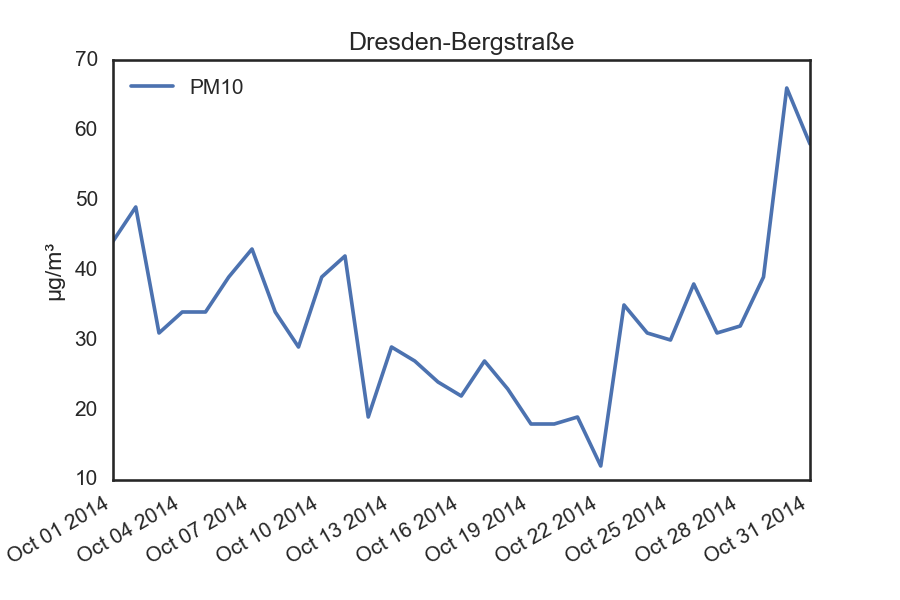 Dresden-Bergstraße
70
PM10
60
50
40
30
20
10
µg/m³
Oct 01 2014
Oct 04 2014
Oct 07 2014
Oct 10 2014
Oct 13 2014
Oct 16 2014
Oct 19 2014
Oct 22 2014
Oct 25 2014
Oct 28 2014
Oct 31 2014